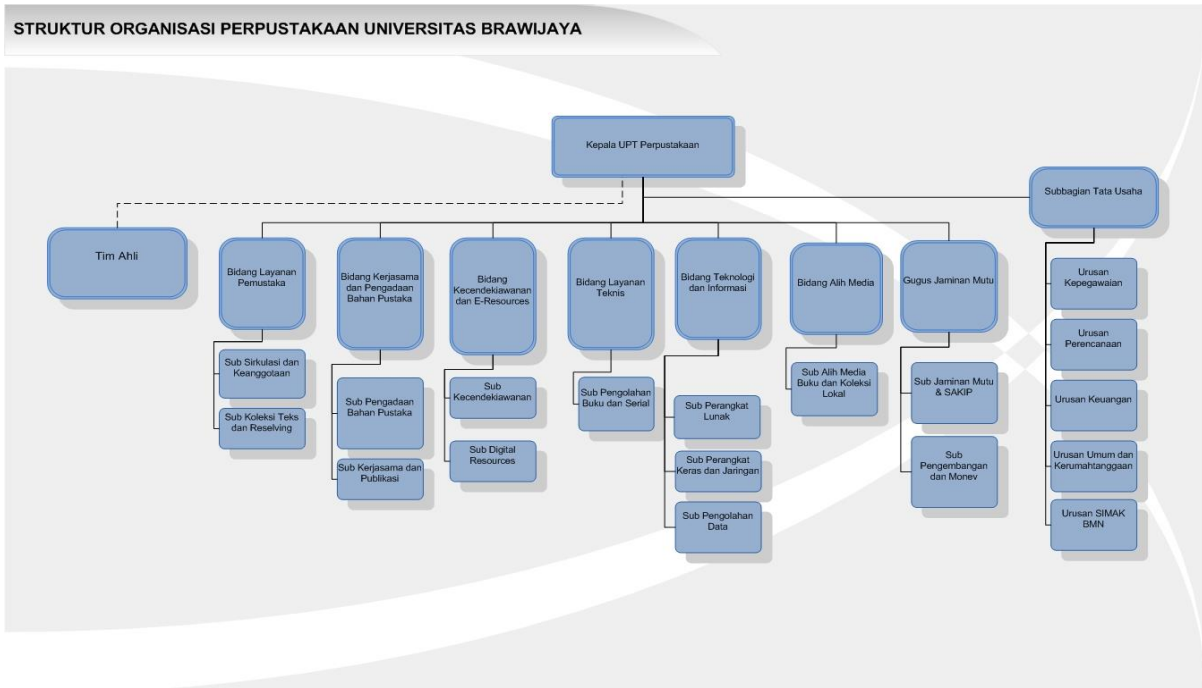 STRUKTUR ORGANISASI PERPUSTAKAAN UNIVERSITAS BRAWIJAYA
Kepala UPT Perpustakaan
Subbagian Tata Usaha
Tim Ahli
Bidang Layanan
Pemustaka
Bidang Kerjasama
dan Pengadaan
Bahan Pustaka
Bidang
Kecendekiawanan
dan E-Resources
Bidang Layanan
Teknis
Bidang Teknologi
dan Informasi
Bidang Alih Media
Gugus Jaminan Mutu
Sub Sirkulasi dan
Keanggotaan
Sub Koleksi Teks
dan Reselving
Sub Pengadaan
Bahan Pustaka
Sub Kerjasama dan
Publikasi
Sub
Kecendekiawanan
Sub Digital
Resources
Sub Pengolahan
Buku dan Serial
Sub Perangkat
Lunak
Sub Perangkat
Keras dan Jaringan
Sub Pengolahan
Data
Sub Alih Media
Buku dan Koleksi
Lokal
Sub Jaminan Mutu
& SAKIP
Sub
Pengembangan
dan Monev
Urusan
Kepegawaian
Urusan
Perencanaan
Urusan Keuangan
Urusan Umum dan
Kerumahtanggaan
Urusan SIMAK
BMN